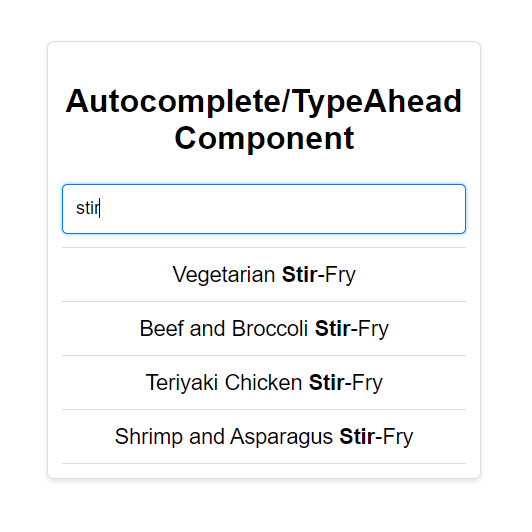 Autocomplete/TypeAhead
Component
stir
Vegetarian Stir-Fry
Beef and Broccoli Stir-Fry
Teriyaki Chicken Stir-Fry
Shrimp and Asparagus Stir-Fry